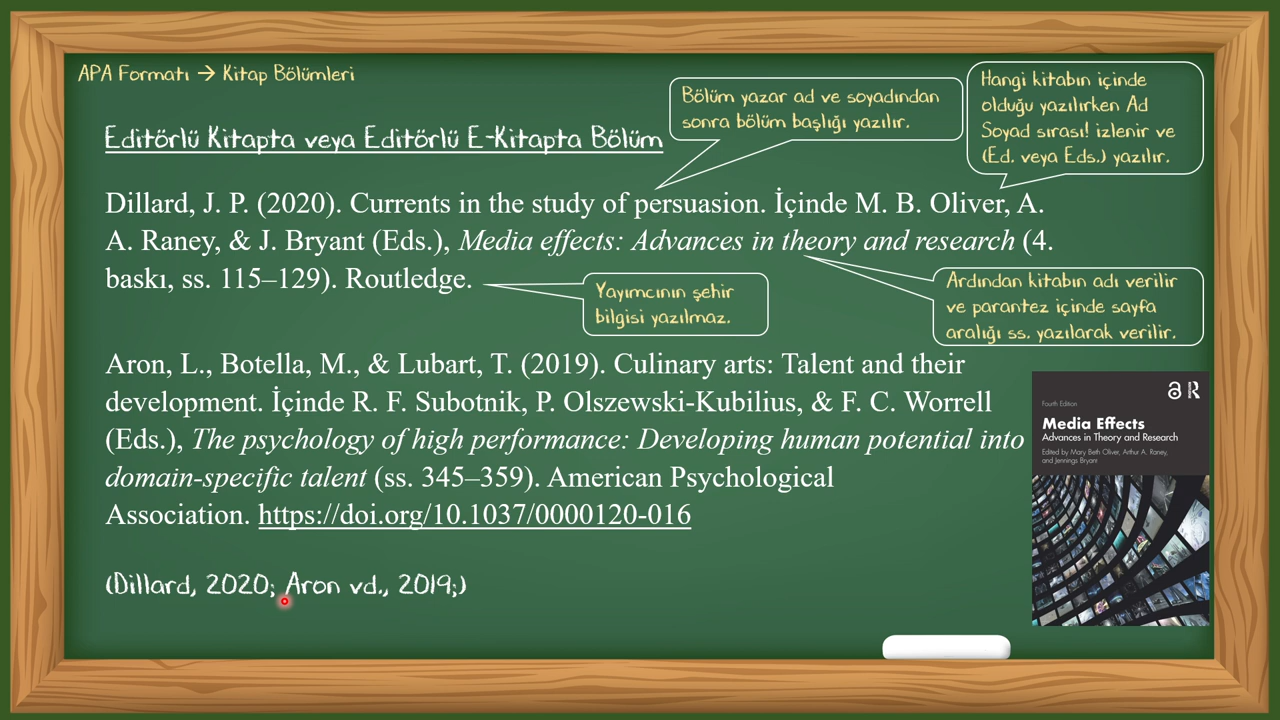 APA Formatı → Kitap Bölümleri
Bölüm yazar ad ve soyadından
sonra bölüm başlığı yazılır.
Hangi kitabın içinde
olduğu yazılırken Ad
Soyad sırası! izlenir ve
(Ed. veya Eds.) yazılır.
Editörlü Kitapta veya Editörlü E-Kitapta Bölüm
Dillard, J. P. (2020). Currents in the study of persuasion. İçinde M. B. Oliver, A.
A. Raney, & J. Bryant (Eds.), Media effects: Advances in theory and research (4.
baskı, ss. 115–129). Routledge.
Yayımcının şehir
bilgisi yazılmaz.
Ardından kitabın adı verilir
ve parantez içinde sayfa
aralığı ss. yazılarak verilir.
Aron, L., Botella, M., & Lubart, T. (2019). Culinary arts: Talent and their
development. İçinde R. F. Subotnik, P. Olszewski-Kubilius, & F. C. Worrell
(Eds.), The psychology of high performance: Developing human potential into
domain-specific talent (ss. 345–359). American Psychological
Association. https://doi.org/10.1037/0000120-016
Fourth Edition
Media Effects
Advances in Theory and Research
Edited by Mary Beth Oliver, Arthur A. Raney,
and Jennings Bryant
(Dillard, 2020; Aron vd., 2019;)